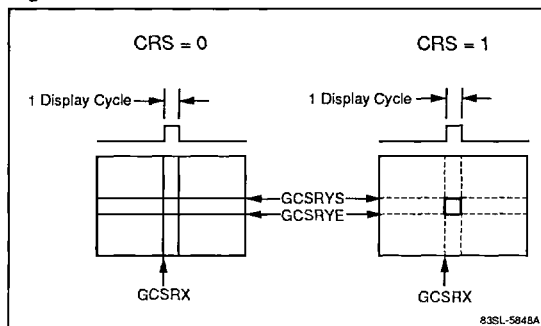 CRS = 0
CRS = 1
1 Display Cycle
1 Display Cycle
GCSRYS
GCSRYE
GCSRX
GCSRX
83SL-5848A